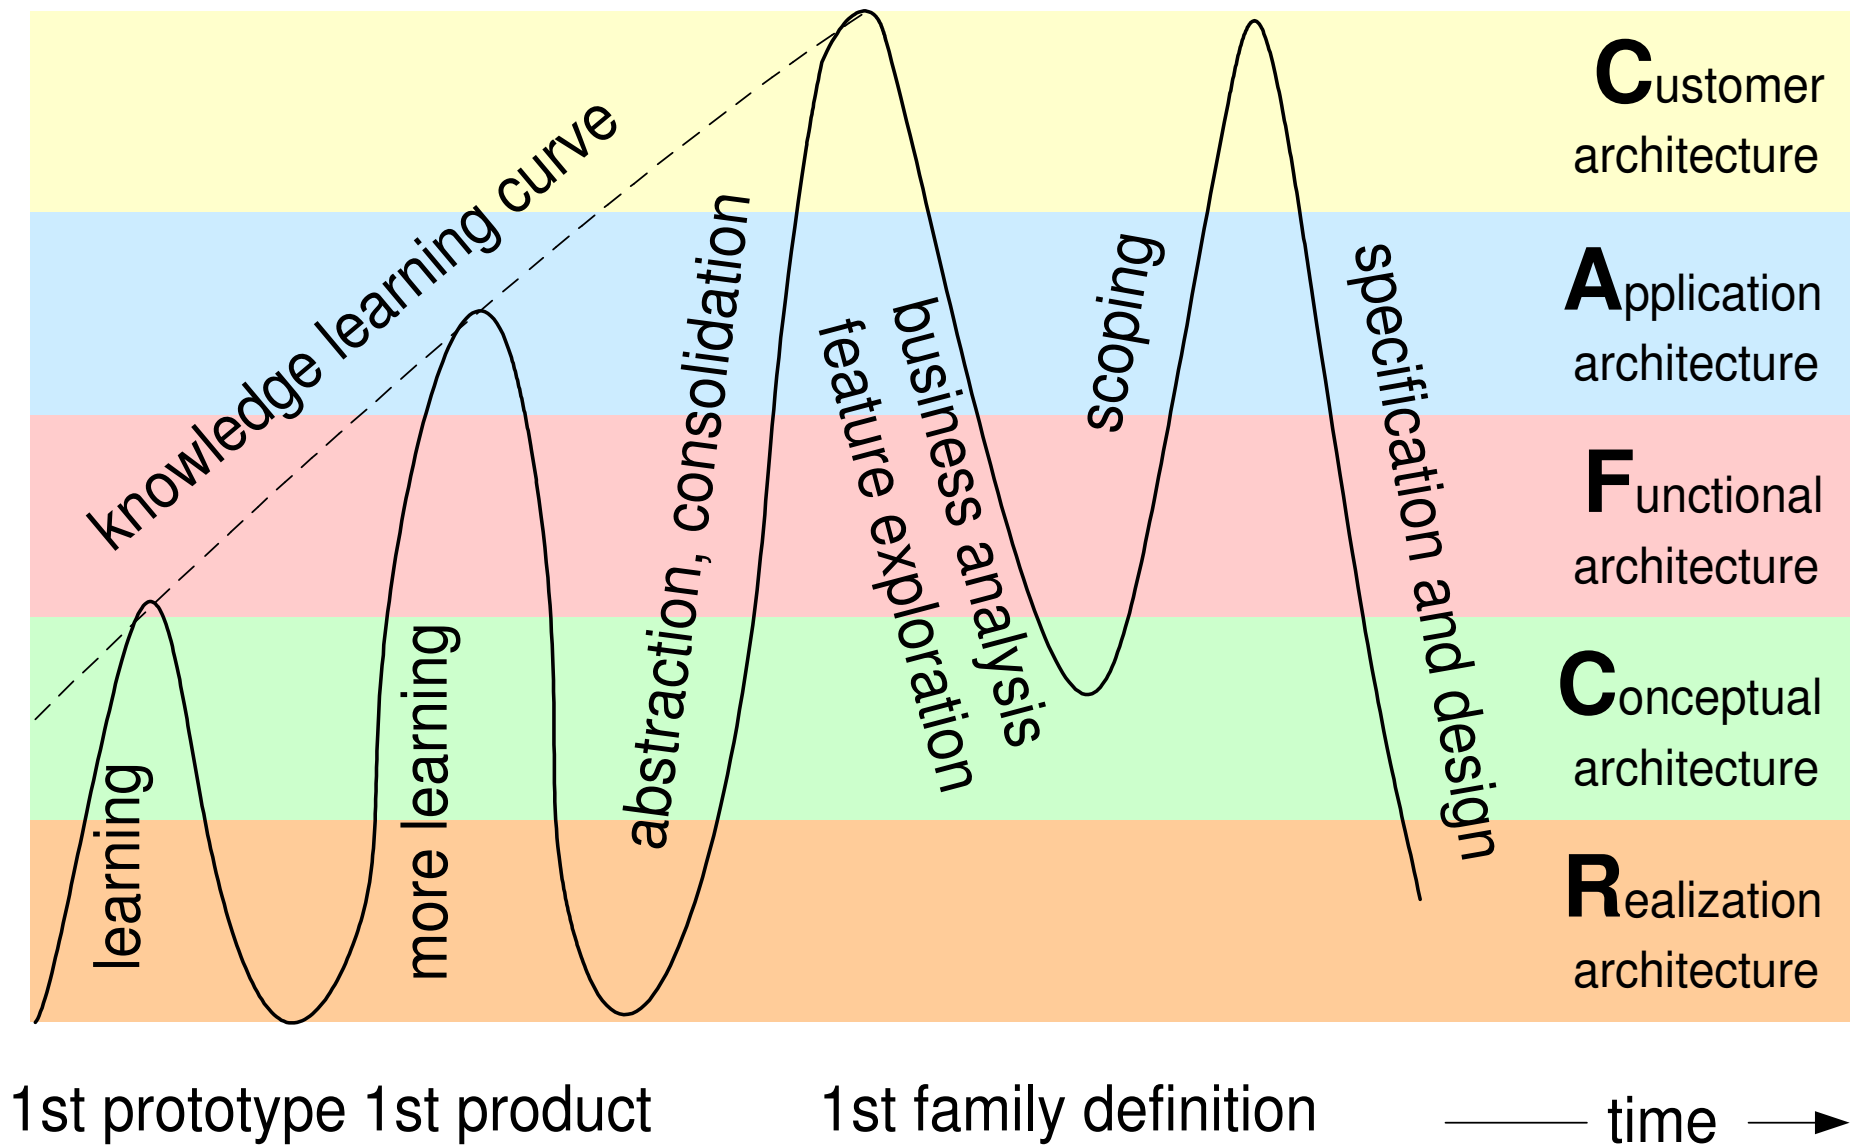 Customer
architecture
Application
architecture
Functional
architecture
Conceptual
architecture
Realization
architecture
knowledge learning curve
learning
more learning
abstraction, consolidation
feature exploration
business analysis
scoping
specification and design
1st prototype
1st product
1st family definition
time